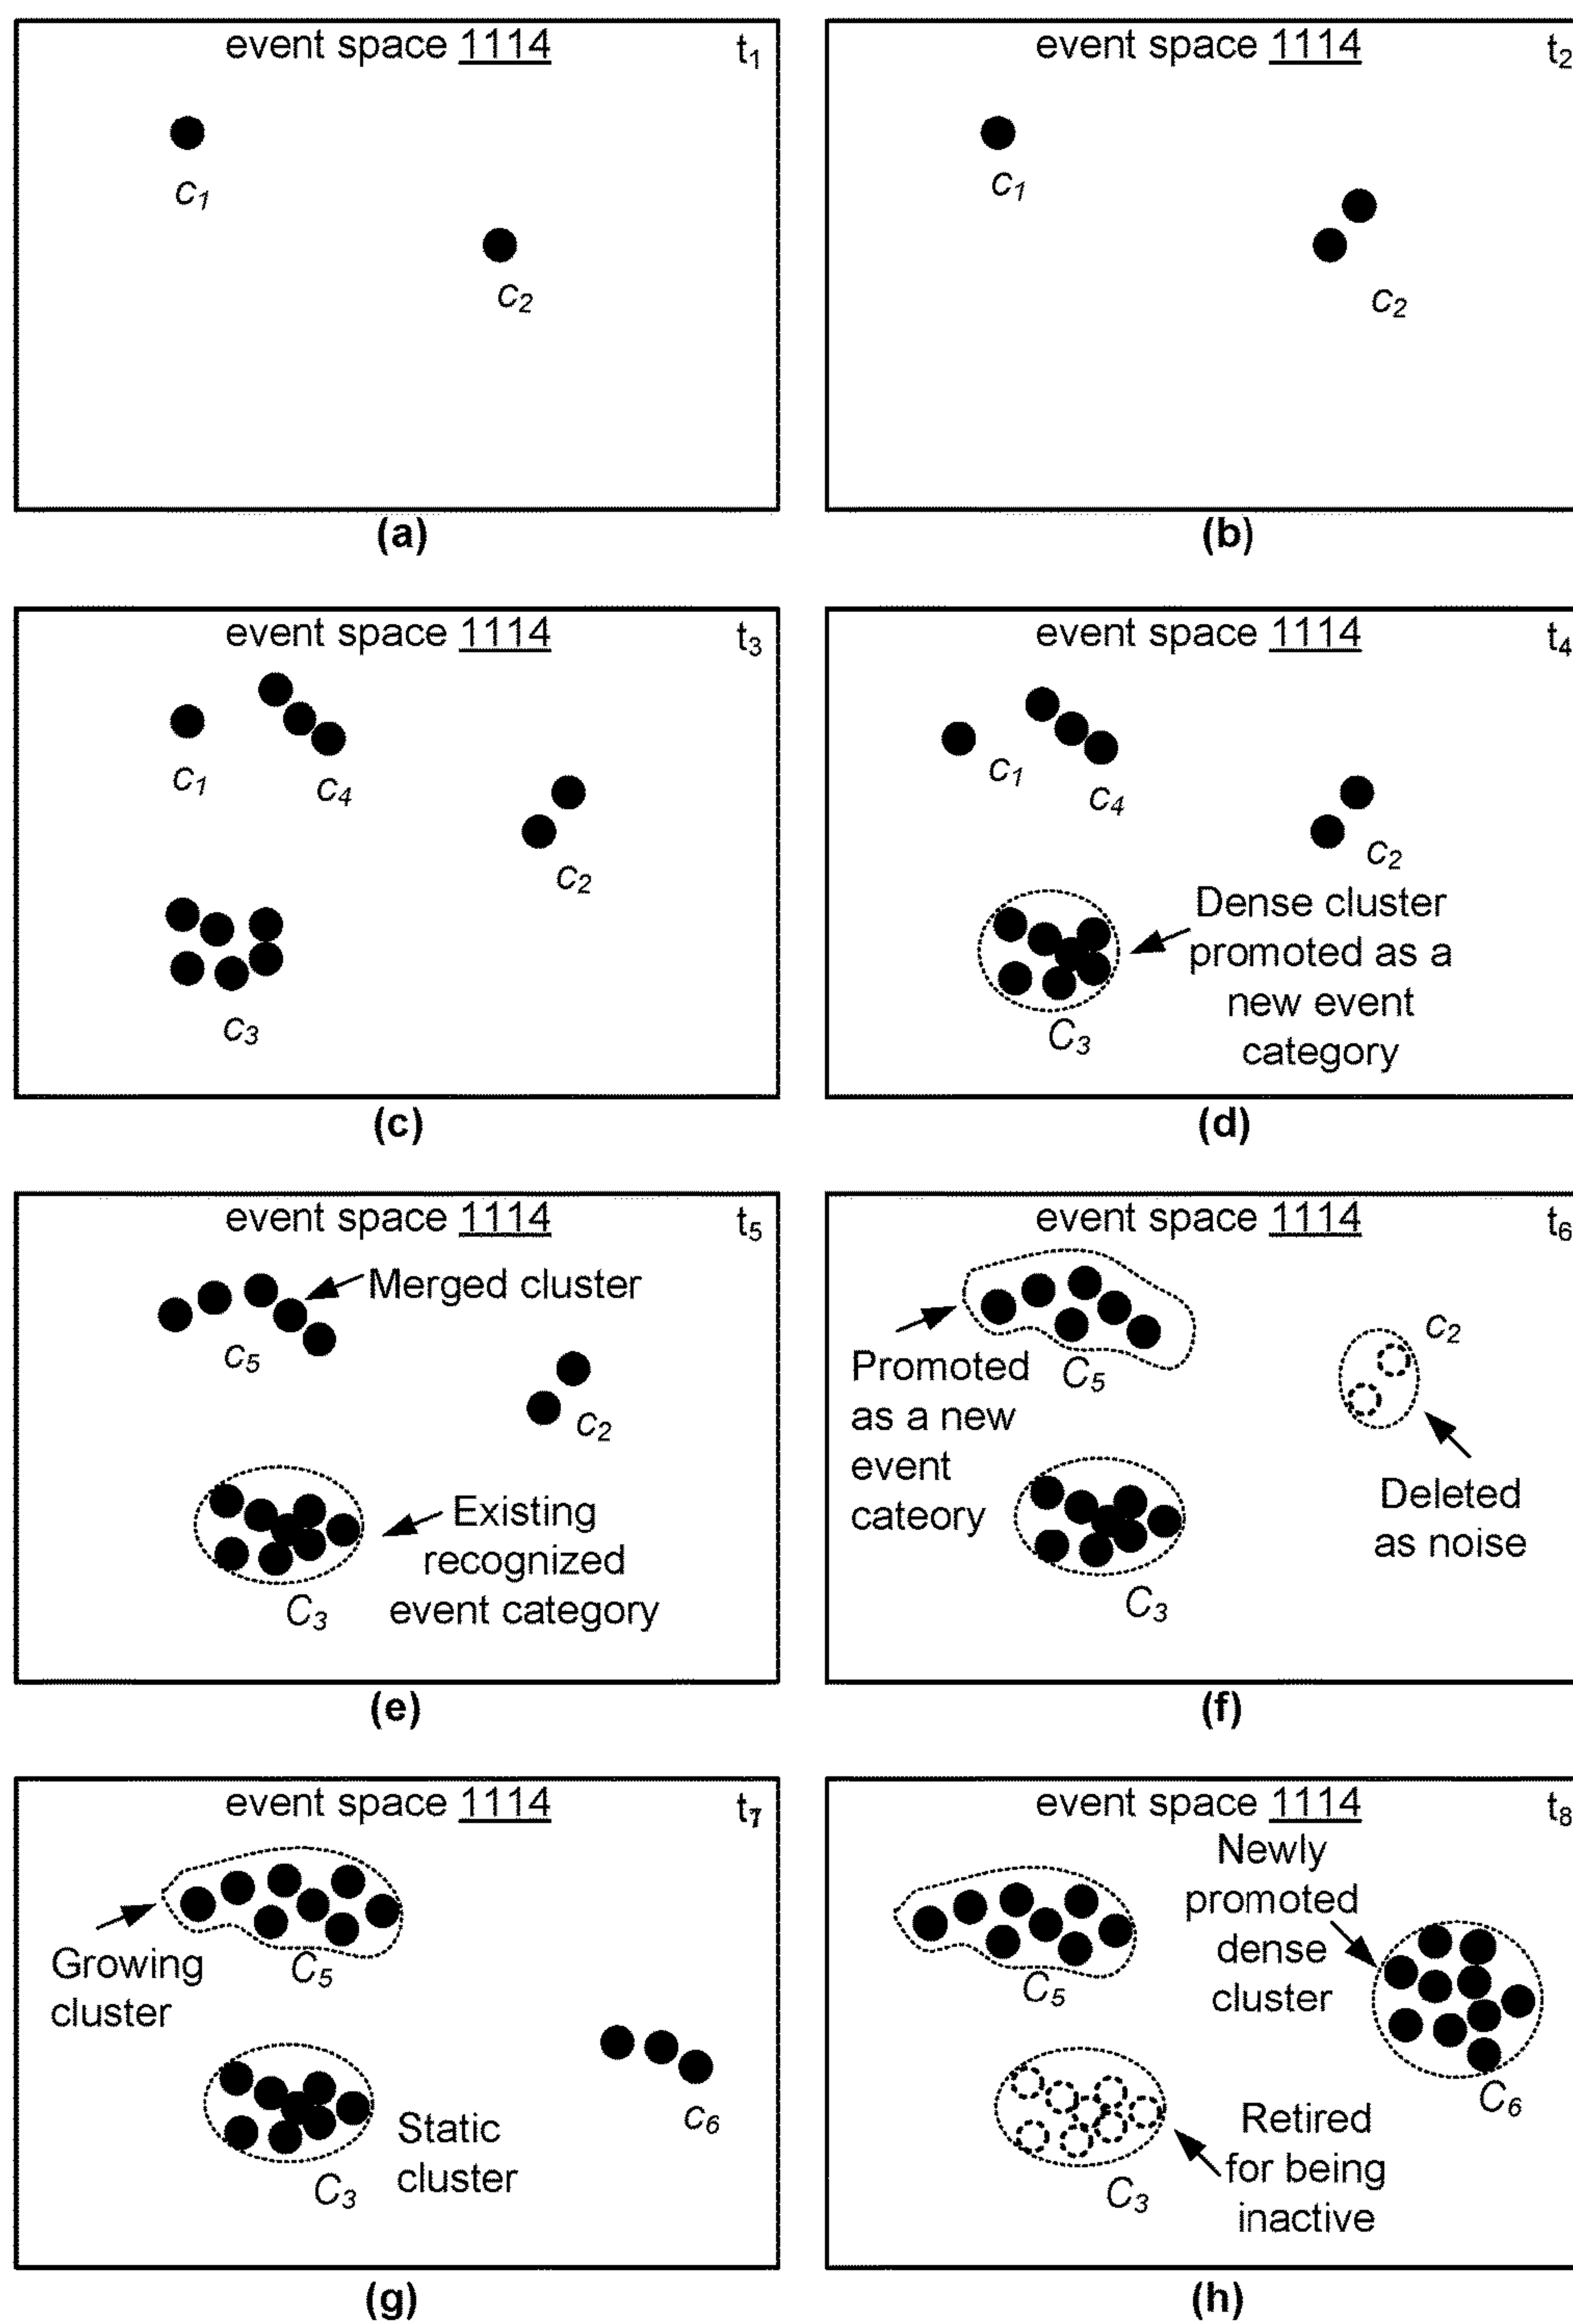 event space 1114 t1
c1
c2
(a)
event space 1114 t2
c1
c2
(b)
event space 1114 t3
c1
c4
c2
c3
(c)
event space 1114 t4
c1
c4
c2
Dense cluster
promoted as a
new event
category
C3
(d)
event space 1114 t5
Merged cluster
c5
c2
Existing
recognized
event category
C3
(e)
event space 1114 t6
c2
Promoted
as a new
event
cateory
C5
Deleted
as noise
C3
(f)
event space 1114 t7
Growing
cluster
C5
c6
Static
cluster
C3
(g)
event space 1114 t8
Newly
promoted
dense
cluster
C5
C6
Retired
for being
inactive
C3
(h)